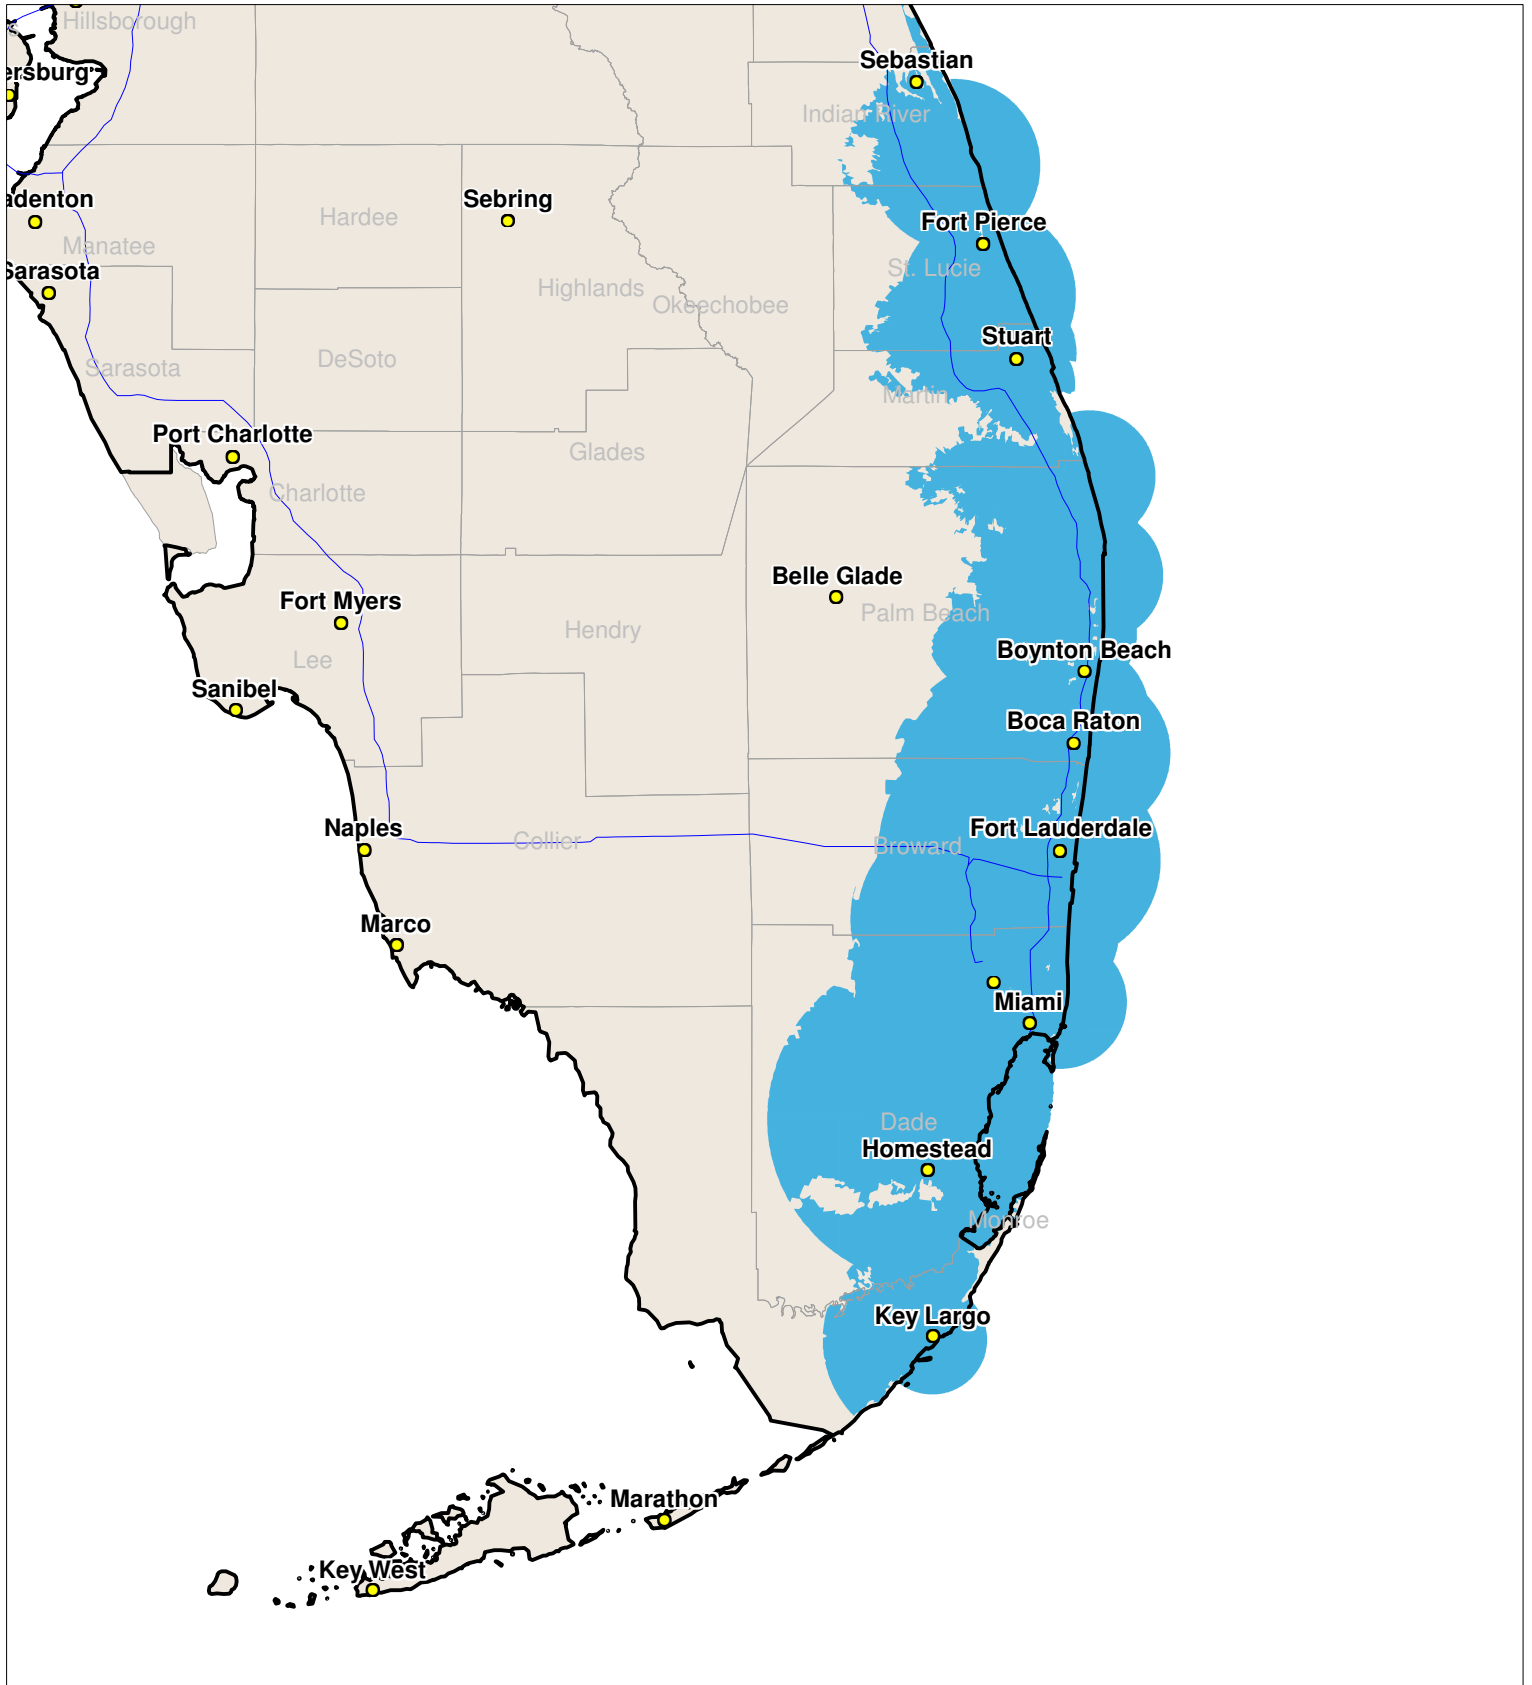 Hillsborough
s
ersburg
Sebastian
Indian River
adenton
Sebring
Hardee
Fort Pierce
Manatee
Sarasota
St. Lucie
Highlands
Okeechobee
Stuart
DeSoto
Sarasota
Martin
Port Charlotte
Glades
Charlotte
Belle Glade
Fort Myers
Palm Beach
Hendry
Boynton Beach
Lee
Sanibel
Boca Raton
Naples
Fort Lauderdale
Collier
Broward
Marco
Miami
Dade
Homestead
Monroe
Key Largo
Marathon
Key West